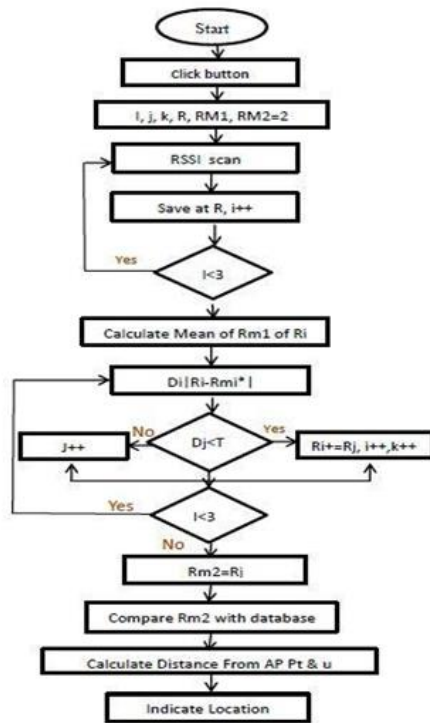 Start
Click button
I, j, k, R, RM1, RM2=2
RSSI scan
Save at R, i++
Yes
I<3
Calculate Mean of Rm1 of Ri
Di|Ri-Rmi*|
No
Dj<T
Yes
J++
Ri+=Rj, i++,k++
Yes
I<3
No
Rm2=Rj
Compare Rm2 with database
Calculate Distance From AP Pt & u
Indicate Location